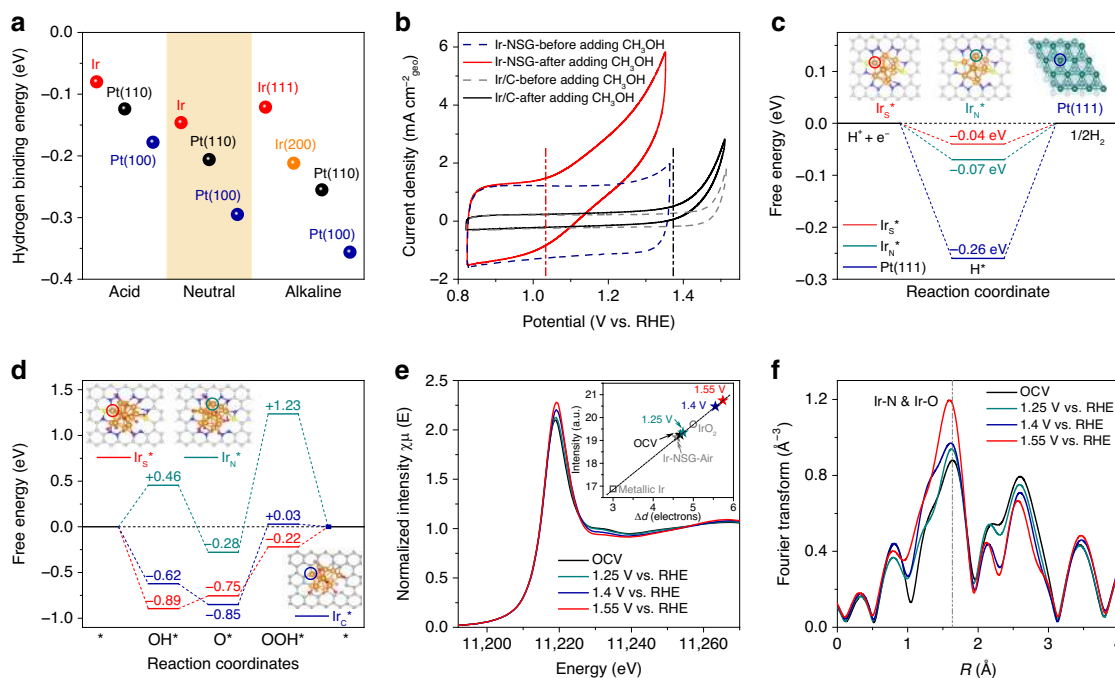 a
Hydrogen binding energy (eV)
0.0
−0.1
−0.2
−0.3
−0.4
Ir
Pt(110)
Pt(100)
Ir
Pt(110)
Pt(100)
Ir(111)
Ir(200)
Pt(110)
Pt(100)
Acid
Neutral
Alkaline
b
Current density (mA cm⁻²geo)
8
6
4
2
0
−2
Ir-NSG-before adding CH₃OH
Ir-NSG-after adding CH₃OH
Ir/C-before adding CH₃OH
Ir/C-after adding CH₃OH
0.8 1.0 1.2 1.4 1.6
Potential (V vs. RHE)
c
Free energy (eV)
0.1
0.0
−0.1
−0.2
−0.3
Ir_S* Ir_N* Pt(111)
H⁺ + e⁻
−0.04 eV
−0.07 eV
−0.26 eV
H*
1/2H₂
Ir_S*
Ir_N*
Pt(111)
Reaction coordinate
d
Free energy (eV)
1.5
1.0
0.5
0.0
−0.5
−1.0
Ir_S* Ir_N*
+1.23
+0.46
+0.03
−0.28
−0.22
−0.62
−0.75
−0.89
−0.85
Ir_C*
* OH* O* OOH* *
Reaction coordinates
e
Normalized intensity χμ (E)
2.5
2.0
1.5
1.0
0.5
0.0
Intensity (a.u.)
21
20
19
18
17
1.55 V
1.4 V
1.25 V
IrO₂
OCV
Ir-NSG-Air
Metallic Ir
3 4 5 6
Δd (electrons)
OCV
1.25 V vs. RHE
1.4 V vs. RHE
1.55 V vs. RHE
11,200 11,220 11,240 11,260
Energy (eV)
f
Fourier transform (Å⁻³)
1.2
0.8
0.4
0.0
Ir-N & Ir-O
OCV
1.25 V vs. RHE
1.4 V vs. RHE
1.55 V vs. RHE
0 1 2 3 4
R (Å)